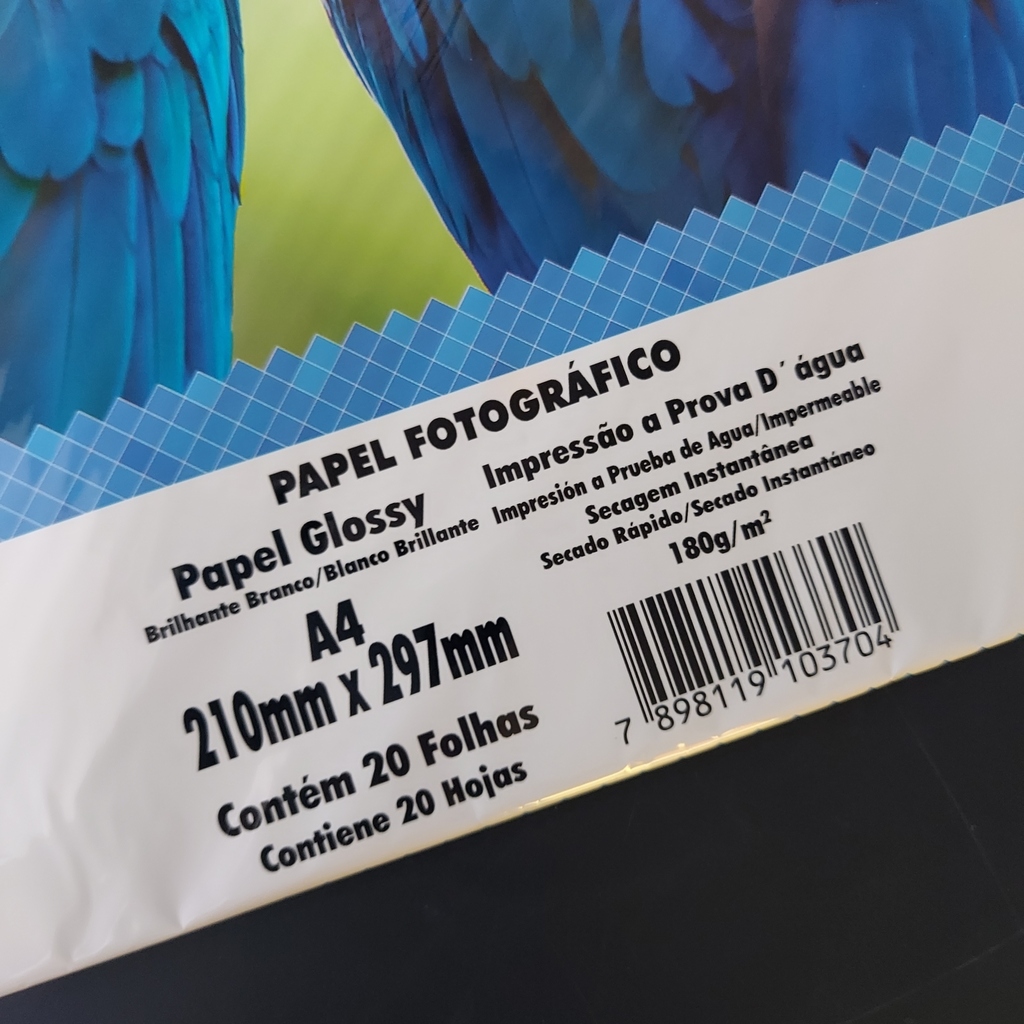 PAPEL FOTOGRÁFICO
Papel Glossy
Brilhante Branco/Blanco Brillante
A4
210mm x 297mm
Contém 20 Folhas
Contiene 20 Hojas
Impressão a Prova D´água
Impresión a Prueba de Agua/Impermeable
Secagem Instantânea
Secado Rápido/Secado Instantáneo
180g/m²
7 898119 103704